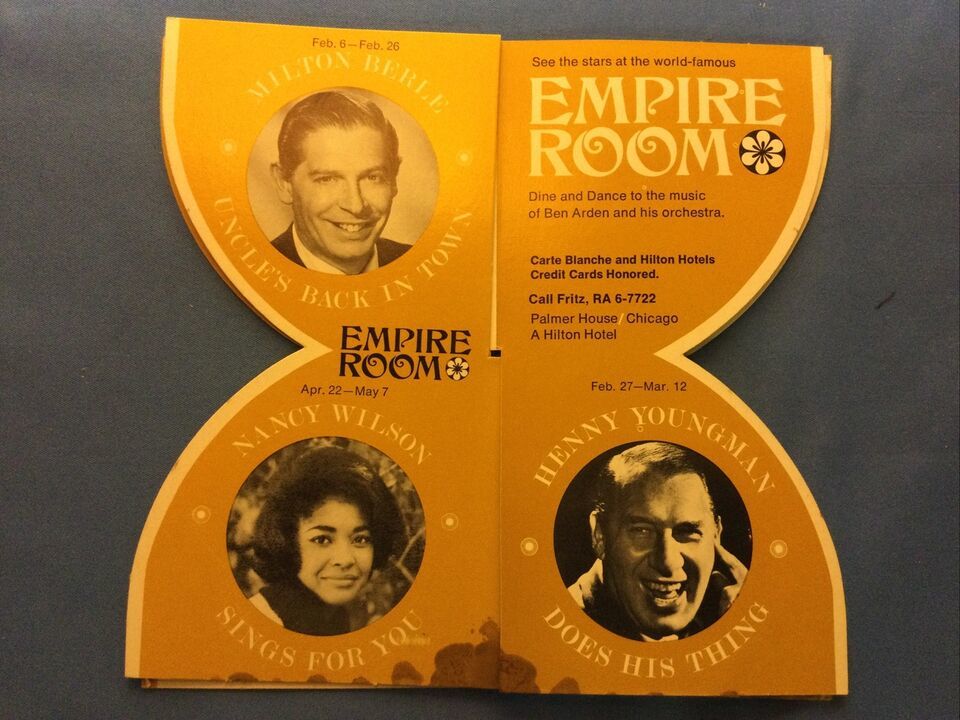 Feb. 6—Feb. 26
MILTON BERLE
UNCLE'S BACK IN TOWN
See the stars at the world-famous
EMPIRE
ROOM
Dine and Dance to the music
of Ben Arden and his orchestra.
Carte Blanche and Hilton Hotels
Credit Cards Honored.
Call Fritz, RA 6-7722
Palmer House/Chicago
A Hilton Hotel
EMPIRE
ROOM
Apr. 22—May 7
NANCY WILSON
SINGS FOR YOU
Feb. 27—Mar. 12
HENNY YOUNGMAN
DOES HIS THING